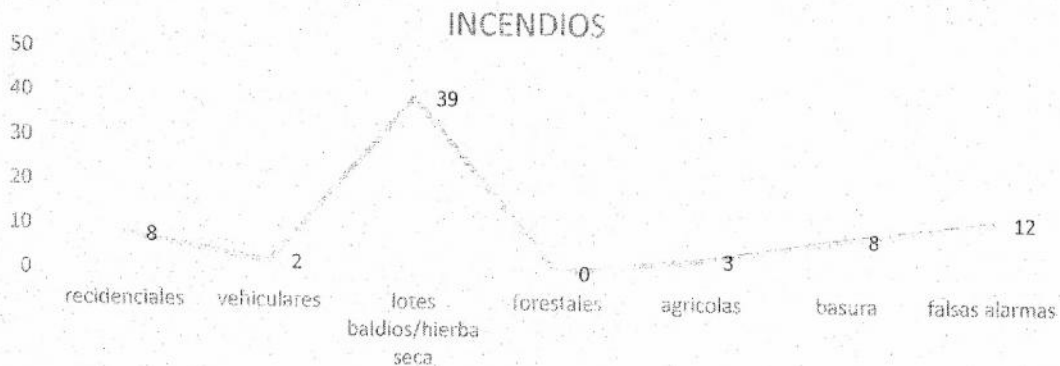 INCENDIOS
50
40
30
20
10
0
8
2
39
0
3
8
12
recidenciales
vehiculares
lotes
baldios/hierba
seca
forestales
agricolas
basura
falsas alarmas